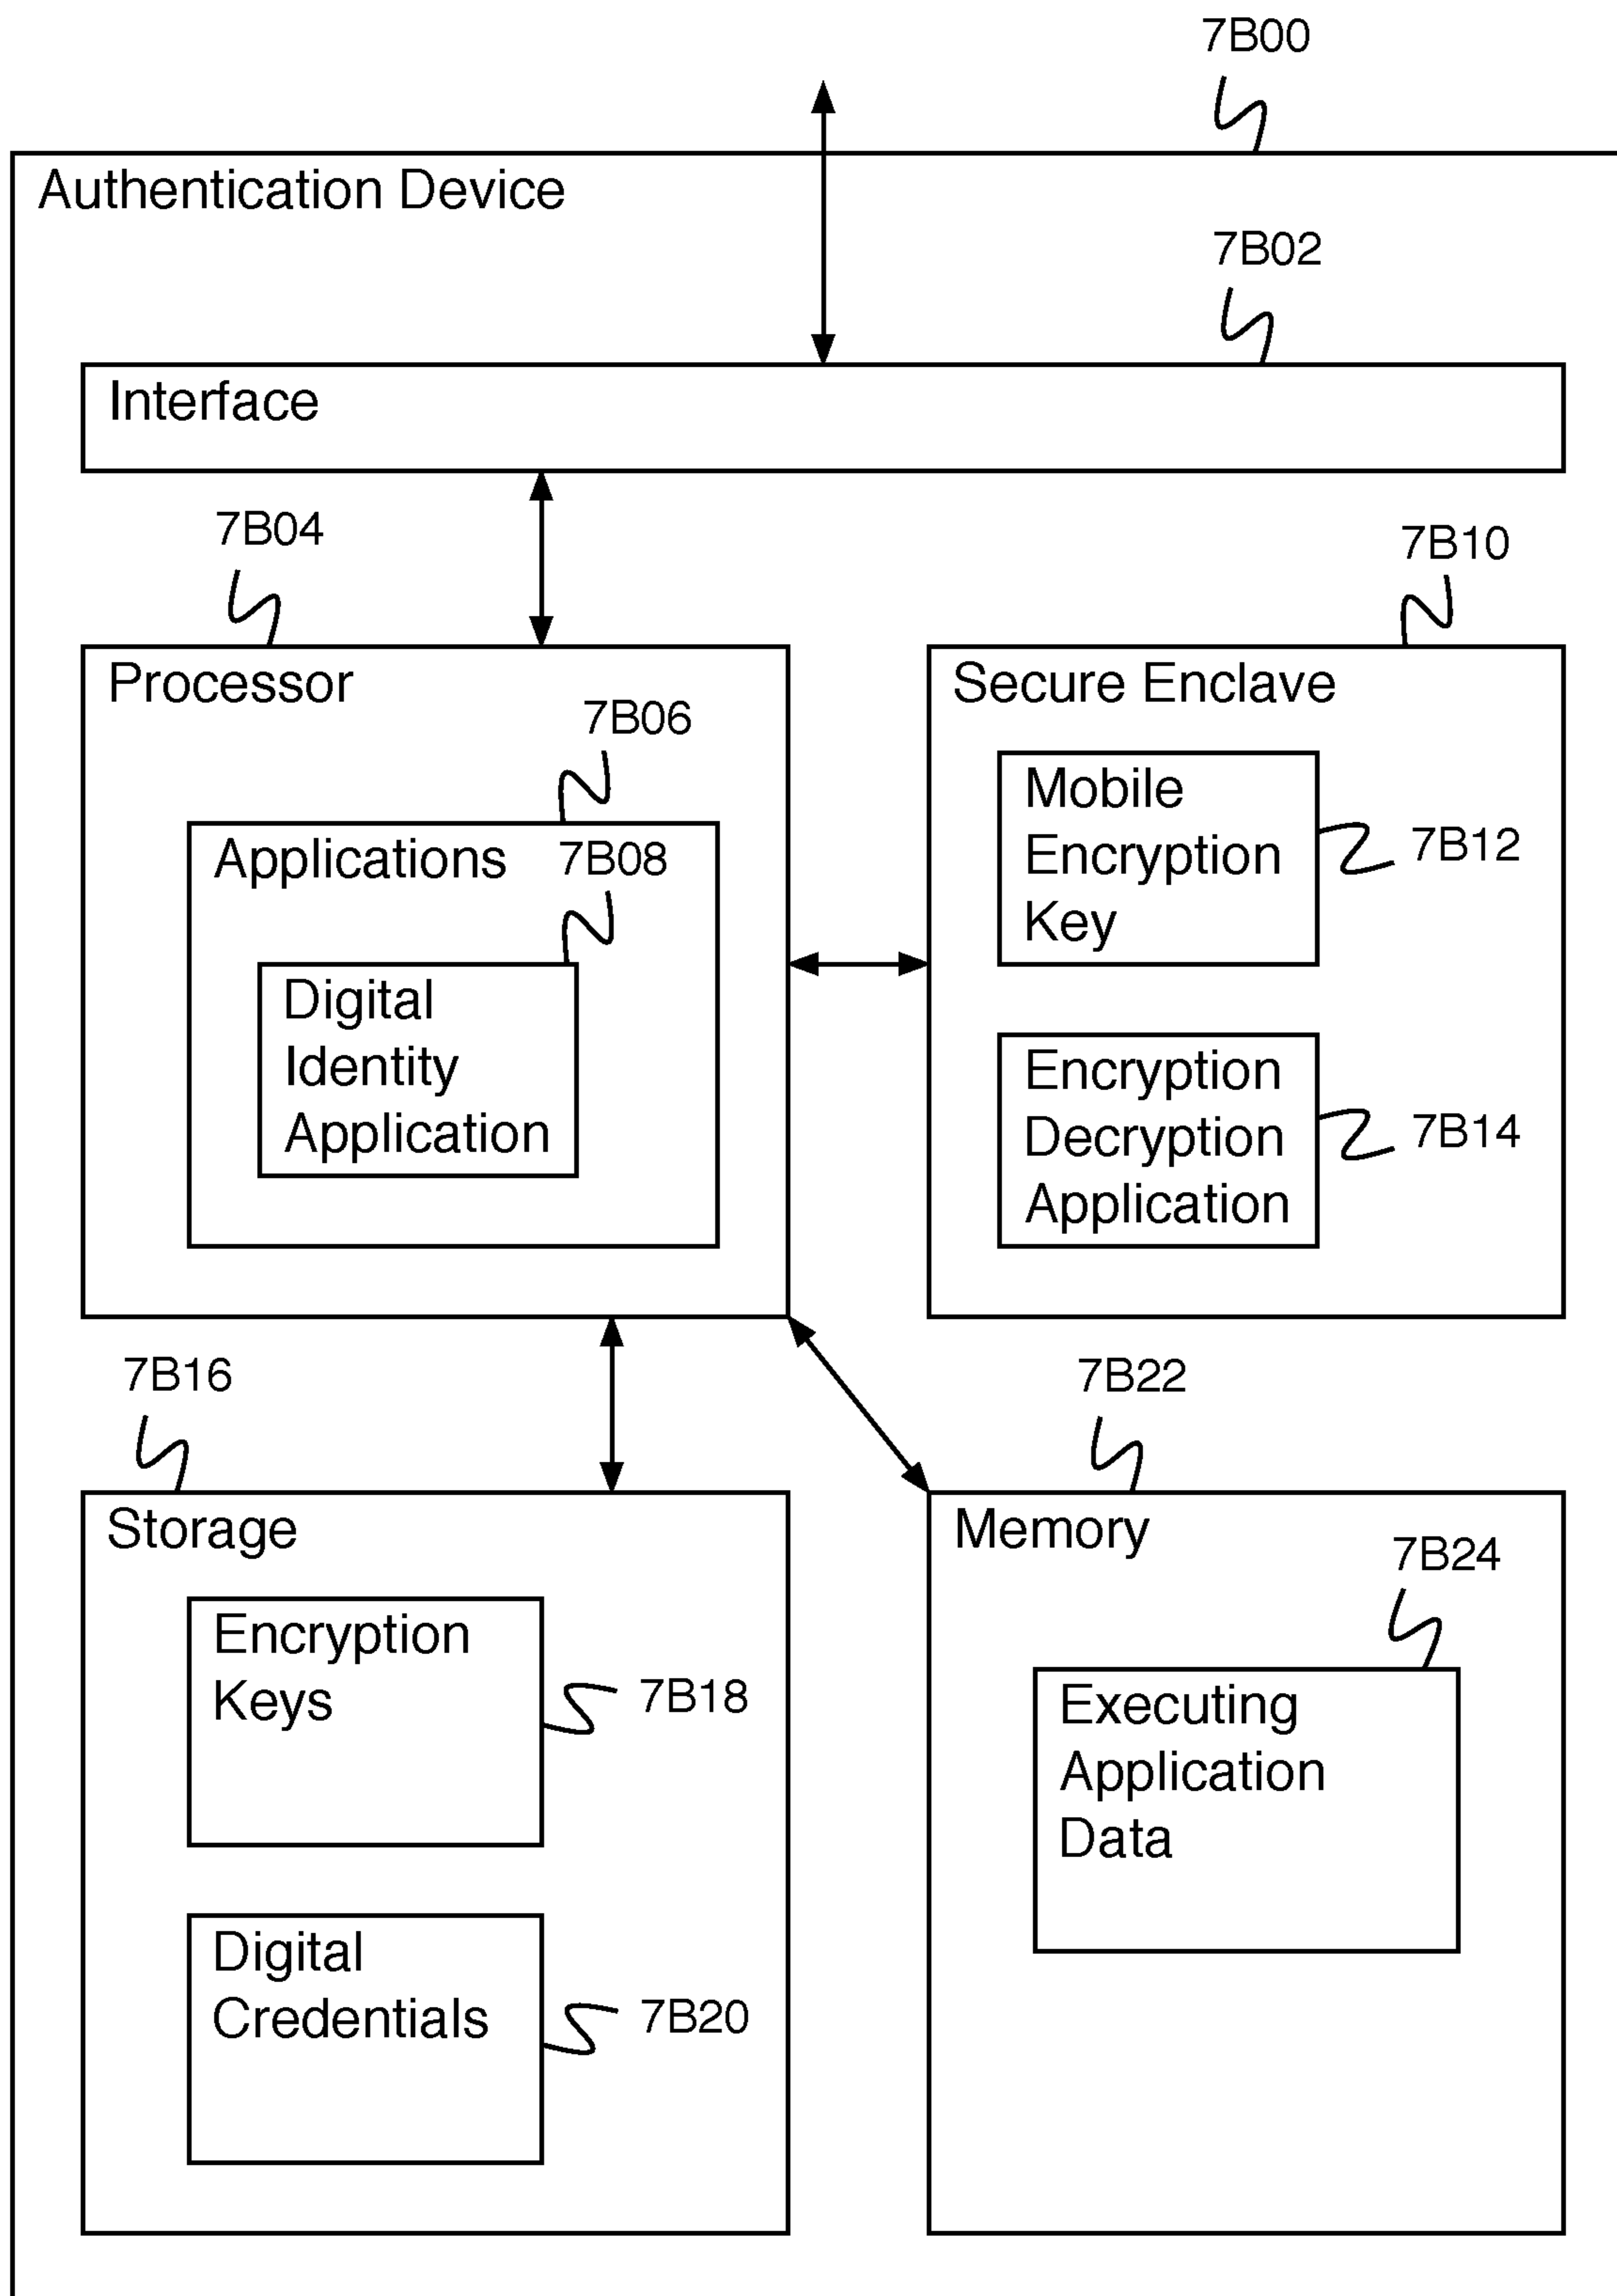 7B00
Authentication Device
7B02
Interface
7B04
7B10
Processor
Secure Enclave
7B06
Mobile
Encryption
Key
7B12
Applications
7B08
Digital
Identity
Application
Encryption
Decryption
Application
7B14
7B16
7B22
Storage
Memory
7B24
Encryption
Keys
7B18
Executing
Application
Data
Digital
Credentials
7B20